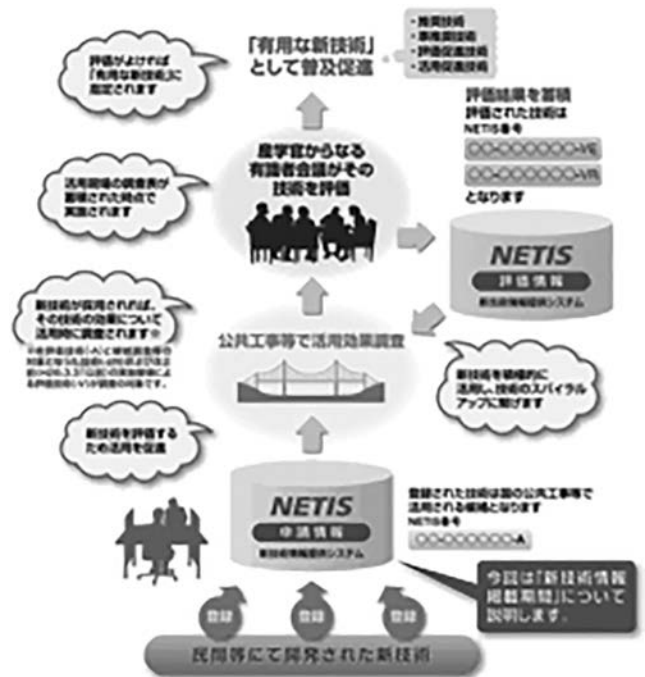 「有用な新技術」
として普及促進
・推奨技術
・準推奨技術
・評価促進技術
・活用促進技術
評価がよければ
「有用な新技術」に
指定されます
評価結果を蓄積
評価された技術は
NETIS番号
○○-○○○○○○○-VE
○○-○○○○○○○-VR
となります
産学官からなる
有識者会議がその
技術を評価
活用現場の調査表が
蓄積された時点で
実施されます
NETIS
評価情報
新技術情報提供システム
新技術が採用されれば、
その技術の効果について
活用時に調査されます※
公共工事等で活用効果調査
新技術を積極的に
活用し、技術のスパイラル
アップに繋げます
新技術を評価する
ため活用を促進
NETIS
申請情報
新技術情報提供システム
登録された技術は国の公共工事等で
活用される候補となります
NETIS番号
○○-○○○○○○○-A
今回は「新技術情報
掲載期間」について
説明します。
登録
登録
登録
民間等にて開発された新技術